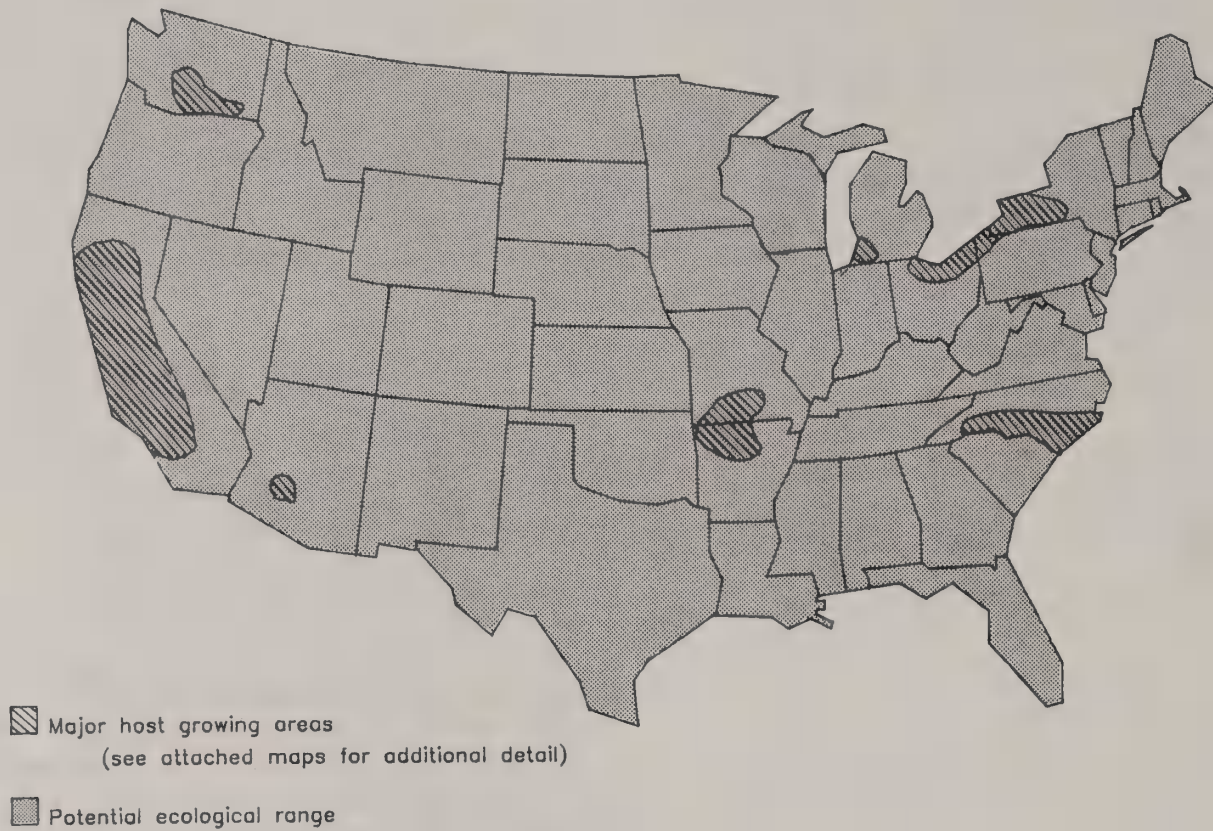 Major host growing areas
(see attached maps for additional detail)
Potential ecological range